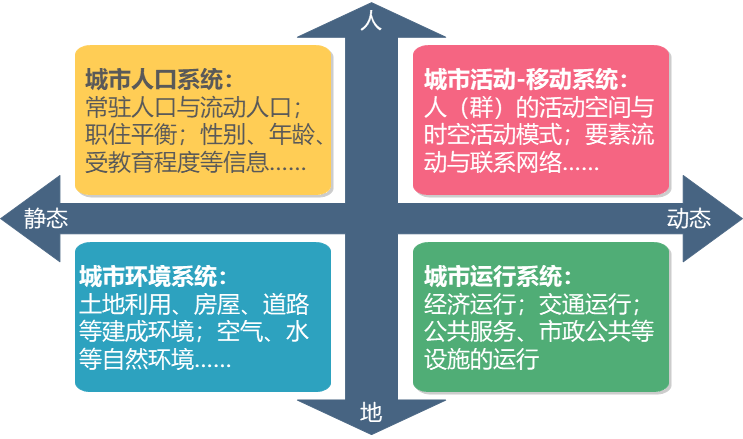 人
城市人口系统：
常驻人口与流动人口；
职住平衡；性别、年龄、
受教育程度等信息......
城市活动-移动系统：
人（群）的活动空间与
时空活动模式；要素流
动与联系网络......
静态
动态
城市环境系统：
土地利用、房屋、道路
等建成环境；空气、水
等自然环境......
城市运行系统：
经济运行；交通运行；
公共服务、市政公共等
设施的运行
地